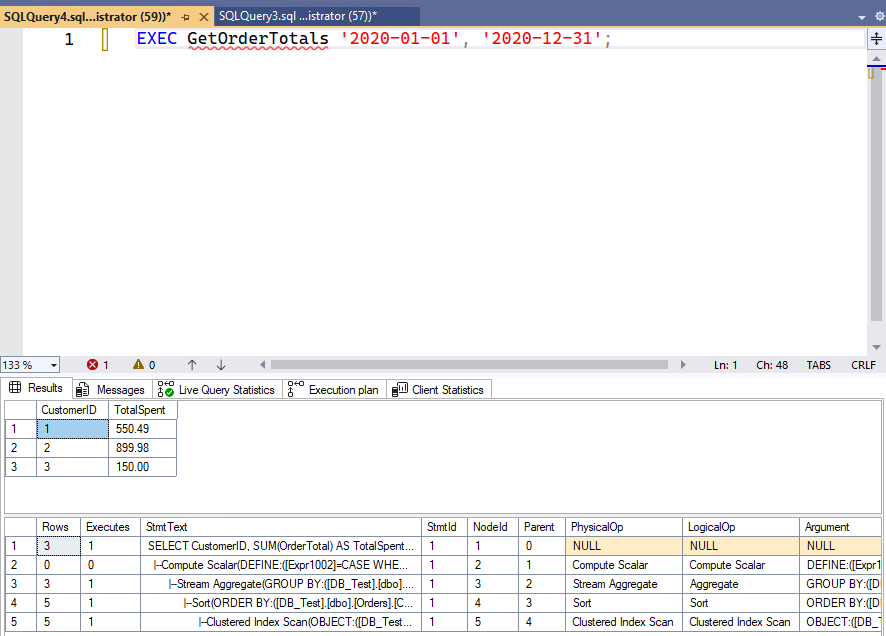 SQLQuery4.sql...istrator (59))* SQLQuery3.sql ...istrator (57))*
1 EXEC GetOrderTotals '2020-01-01', '2020-12-31';
133 % 1 0 Ln: 1 Ch: 48 TABS CRLF
Results Messages Live Query Statistics Execution plan Client Statistics
CustomerID TotalSpent
1 1 550.49
2 2 899.98
3 3 150.00
Rows Executes StmtText StmtId NodeId Parent PhysicalOp LogicalOp Argument
1 3 1 SELECT CustomerID, SUM(OrderTotal) AS TotalSpent... 1 1 0 NULL NULL NULL
2 0 0 |--Compute Scalar(DEFINE:([Expr1002]=CASE WHE... 1 2 1 Compute Scalar Compute Scalar DEFINE:([Expr1
3 3 1 |--Stream Aggregate(GROUP BY:([DB_Test].[dbo].... 1 3 2 Stream Aggregate Aggregate GROUP BY:([D
4 5 1 |--Sort(ORDER BY:([DB_Test].[dbo].[Orders].[C... 1 4 3 Sort Sort ORDER BY:([D
5 5 1 |--Clustered Index Scan(OBJECT:([DB_Test... 1 5 4 Clustered Index Scan Clustered Index Scan OBJECT:([DB_T